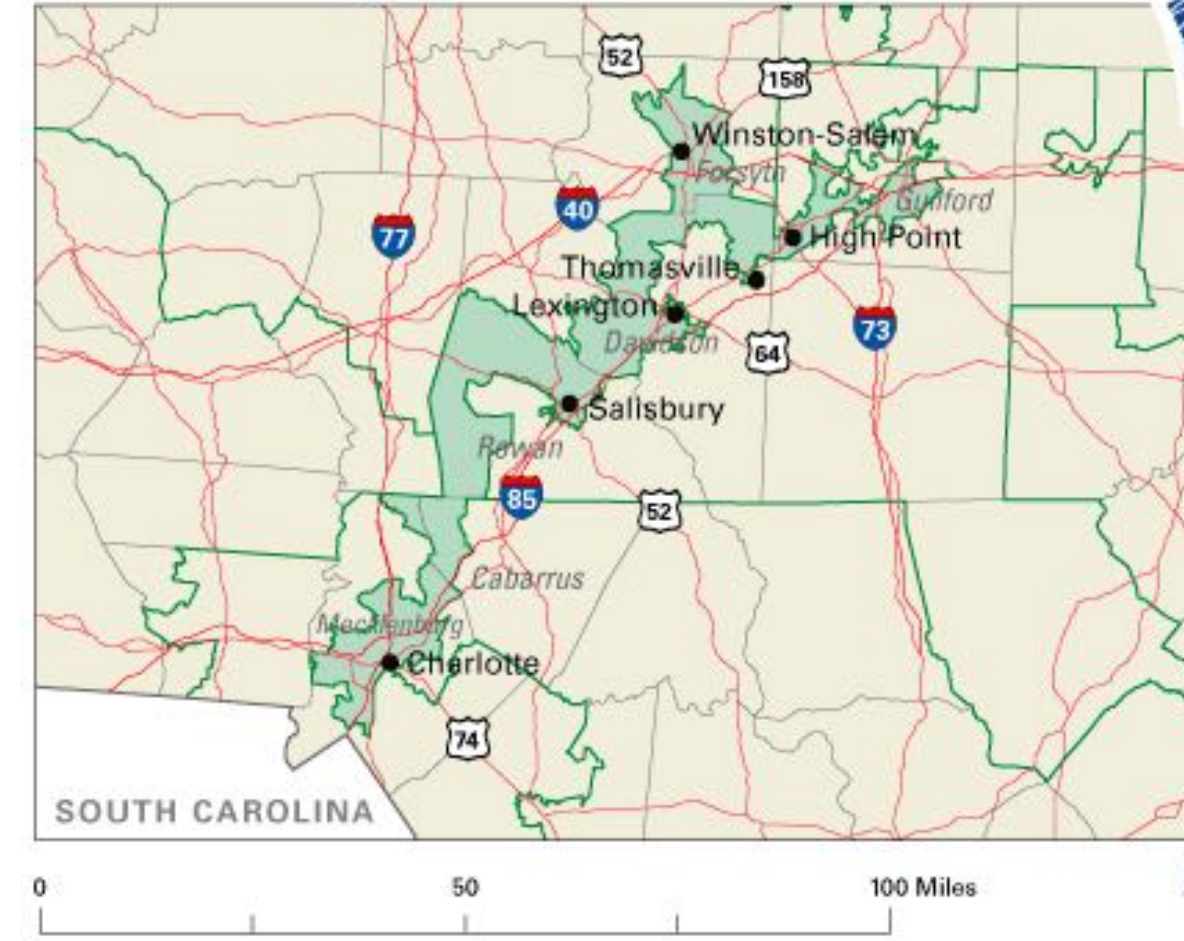 52
158
Winston-Salem
Forsyth
Guilford
40
77
High Point
Thomasville
Lexington
73
Davidson
64
Salisbury
Rowan
85
52
Cabarrus
Mecklenburg
Charlotte
74
SOUTH CAROLINA
0 50 100 Miles